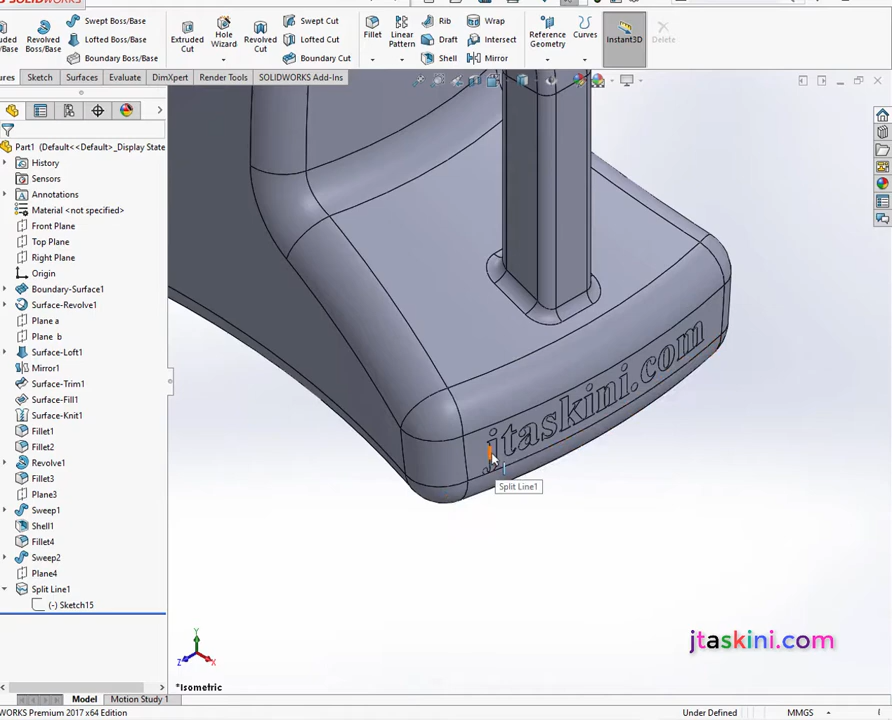 SOLIDWORKS
Revolved Boss/Base
Swept Boss/Base
Lofted Boss/Base
Boundary Boss/Base
Extruded Cut
Hole Wizard
Revolved Cut
Swept Cut
Lofted Cut
Boundary Cut
Fillet
Linear Pattern
Rib
Draft
Shell
Wrap
Intersect
Mirror
Reference Geometry
Curves
Instant3D
Delete
Sketch
Surfaces
Evaluate
DimXpert
Render Tools
SOLIDWORKS Add-Ins
Part1 (Default<<Default>_Display State
History
Sensors
Annotations
Material <not specified>
Front Plane
Top Plane
Right Plane
Origin
Boundary-Surface1
Surface-Revolve1
Plane a
Plane b
Surface-Loft1
Mirror1
Surface-Trim1
Surface-Fill1
Surface-Knit1
Fillet1
Fillet2
Revolve1
Fillet3
Plane3
Sweep1
Shell1
Fillet4
Sweep2
Plane4
Split Line1
(-) Sketch15
jtaskini.com
Split Line1
jtaskini.com
Y
Z
X
*Isometric
Model
Motion Study 1
WORKS Premium 2017 x64 Edition
Under Defined
MMGS